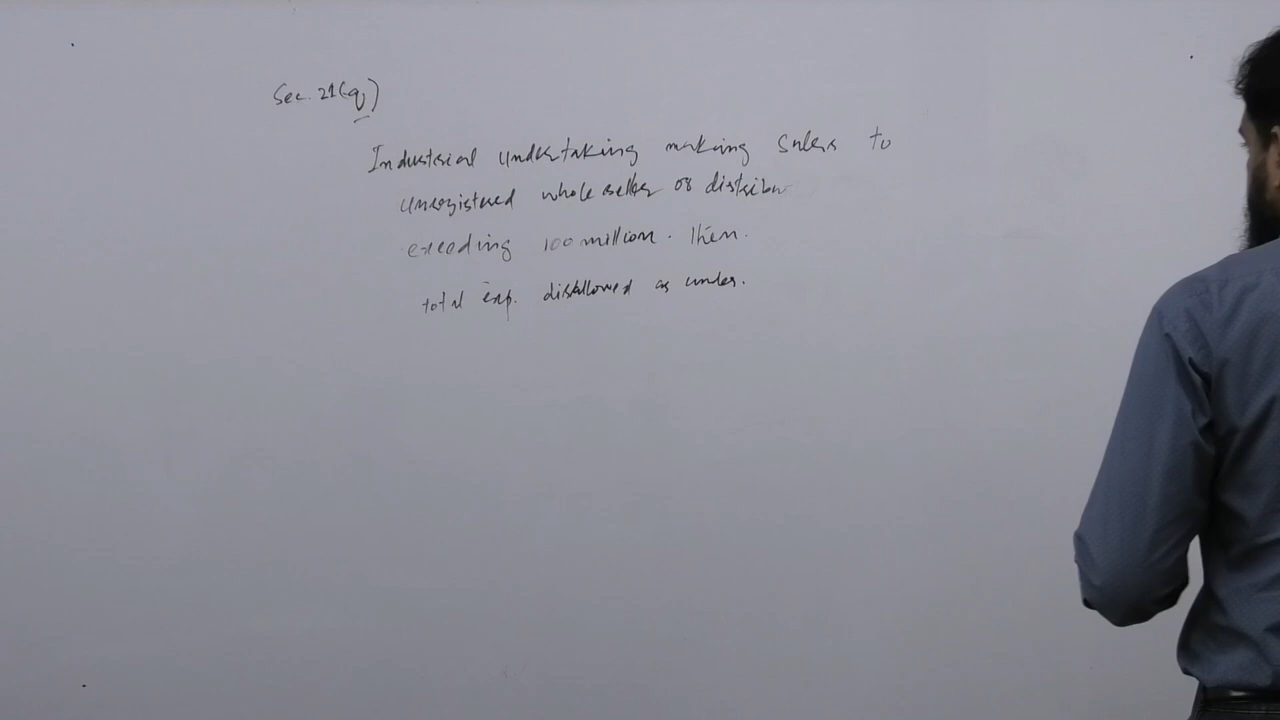 Sec. 21(q)
Industrial undertaking making sales to
unregistered whole seller or distribu
exceeding 100 million. Then.
total exp. disallowed as under.